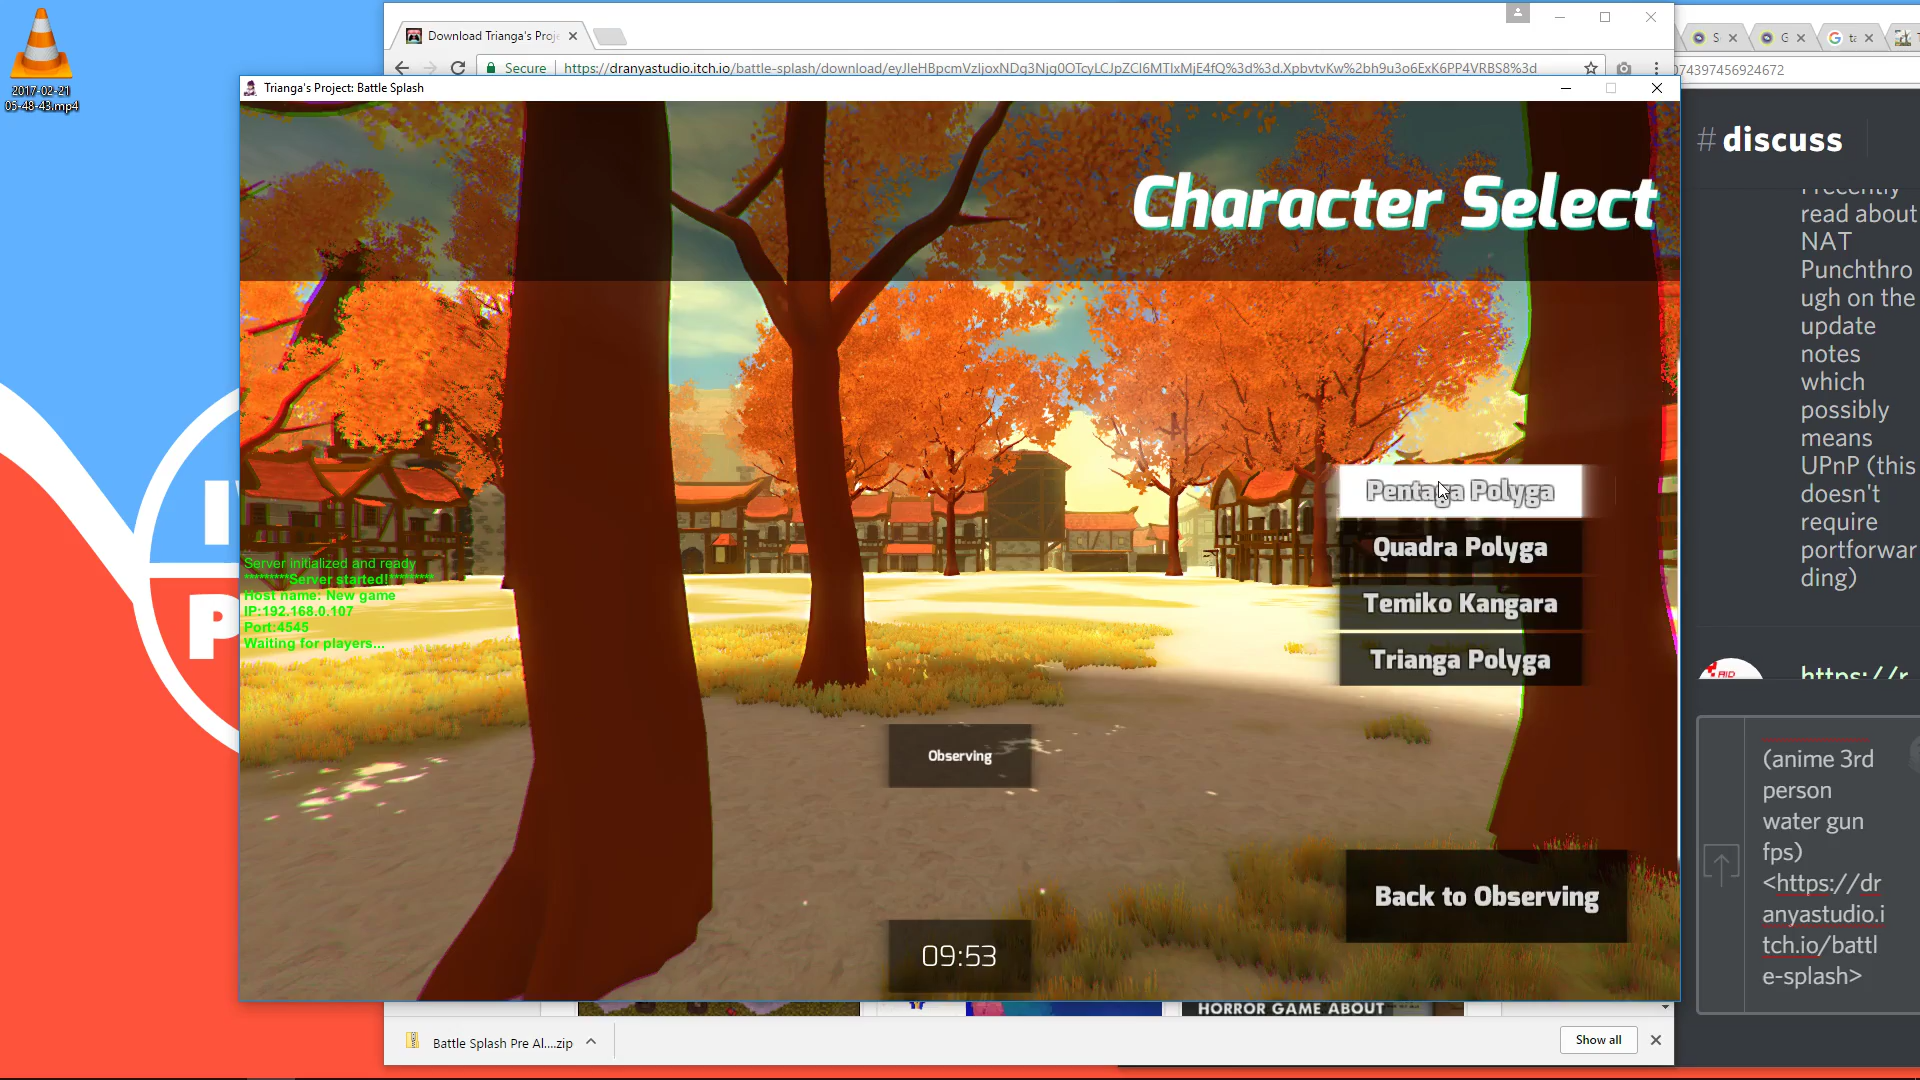 2017-02-21
05-48-43.mp4
Download Trianga's Proj
Secure
https://dranyastudio.itch.io/battle-splash/download/eyJleHBpcmVzIjoxNDg3Njg0OTcyLCJpZCI6MTIxMjE4fQ%3d%3d.XpbvtvKw%2bh9u3o6ExK6PP4VRBS8%3d
S
G
ta
74397456924672
Trianga's Project: Battle Splash
Character Select
Pentaga Polyga
Quadra Polyga
Temiko Kangara
Trianga Polyga
Server initialized and ready
*********Server started!*********
Host name: New game
IP:192.168.0.107
Port:4545
Waiting for players...
Observing
Back to Observing
09:53
# discuss
I recently
read about
NAT
Punchthro
ugh on the
update
notes
which
possibly
means
UPnP (this
doesn't
require
portforwar
ding)
https://r
(anime 3rd
person
water gun
fps)
<https://dr
anyastudio.i
tch.io/battl
e-splash>
HORROR GAME ABOUT
Battle Splash Pre Al....zip
Show all